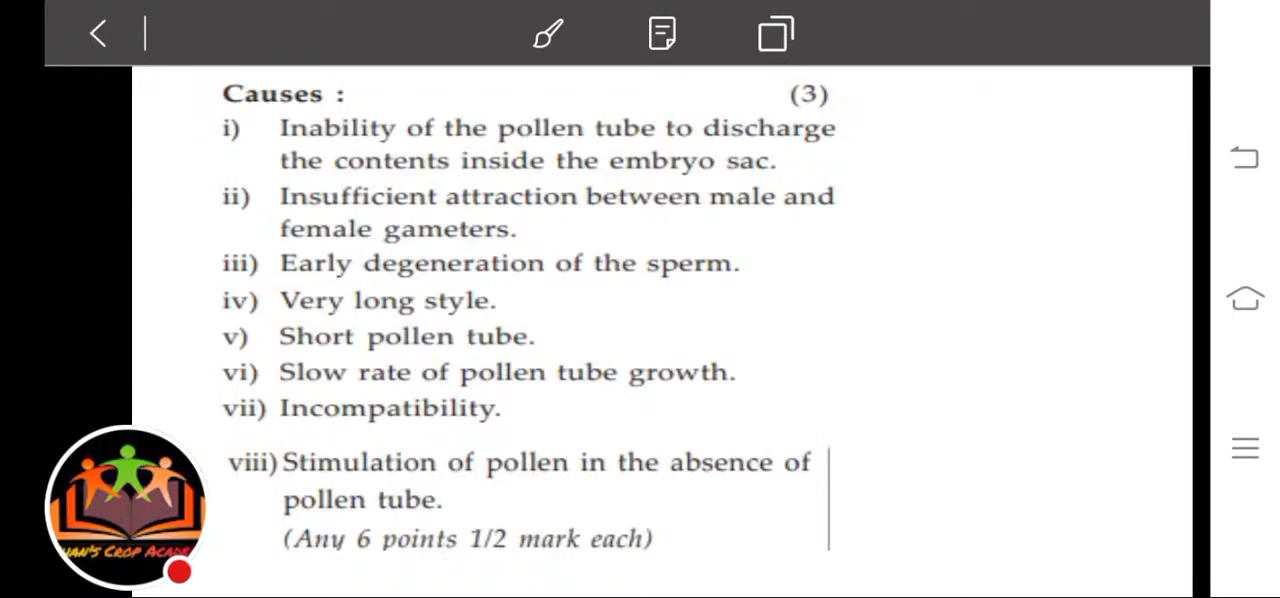 Causes : (3)
i) Inability of the pollen tube to discharge
the contents inside the embryo sac.
ii) Insufficient attraction between male and
female gameters.
iii) Early degeneration of the sperm.
iv) Very long style.
v) Short pollen tube.
vi) Slow rate of pollen tube growth.
vii) Incompatibility.
viii) Stimulation of pollen in the absence of
pollen tube.
(Any 6 points 1/2 mark each)
CROP